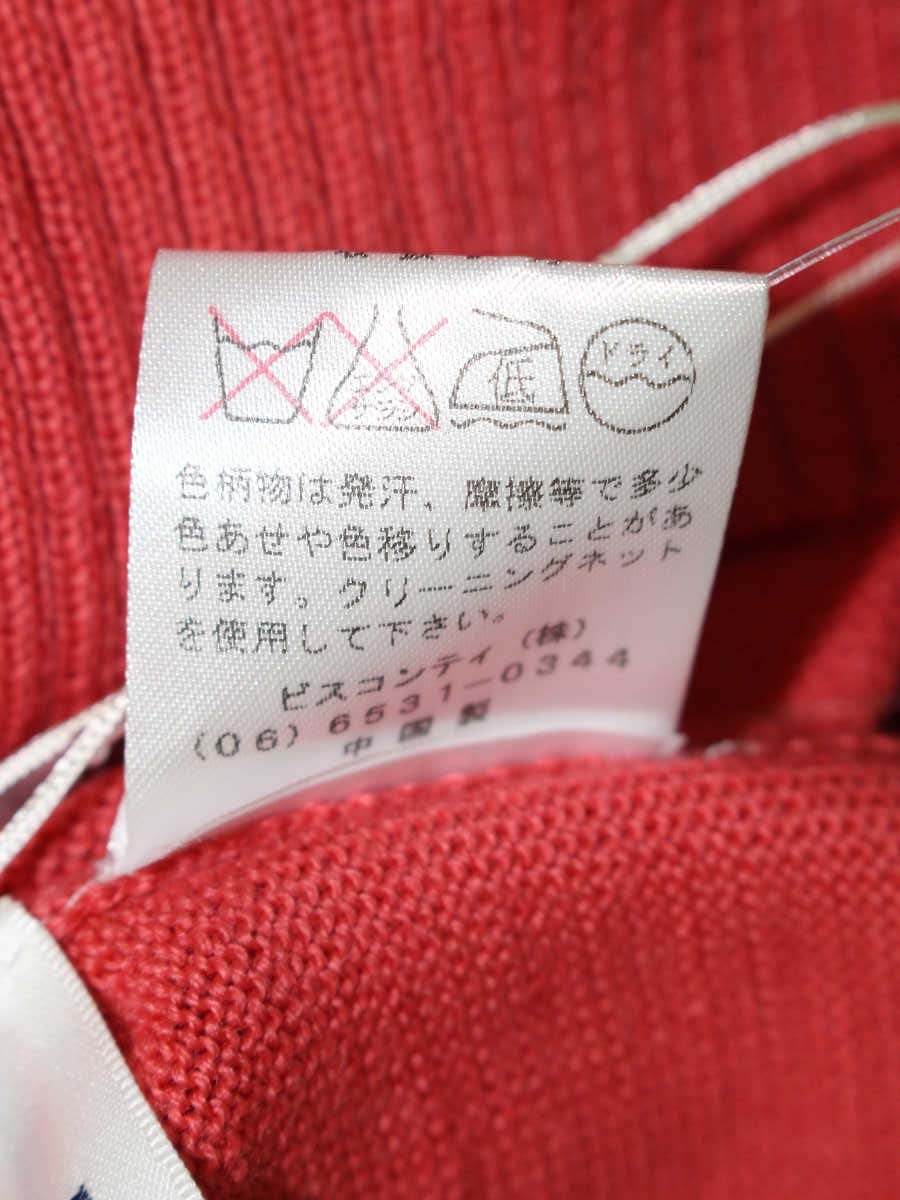 低
ドライ
色柄物は発汗、摩擦等で多少
色あせや色移りすることがあ
ります。クリーニングネット
を使用して下さい。
ビスコンティ(株)
(06)6531-0344
中国製